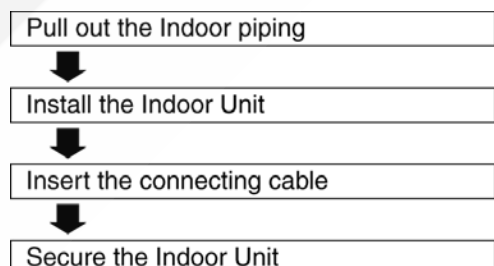 Pull out the Indoor piping
Install the Indoor Unit
Insert the connecting cable
Secure the Indoor Unit